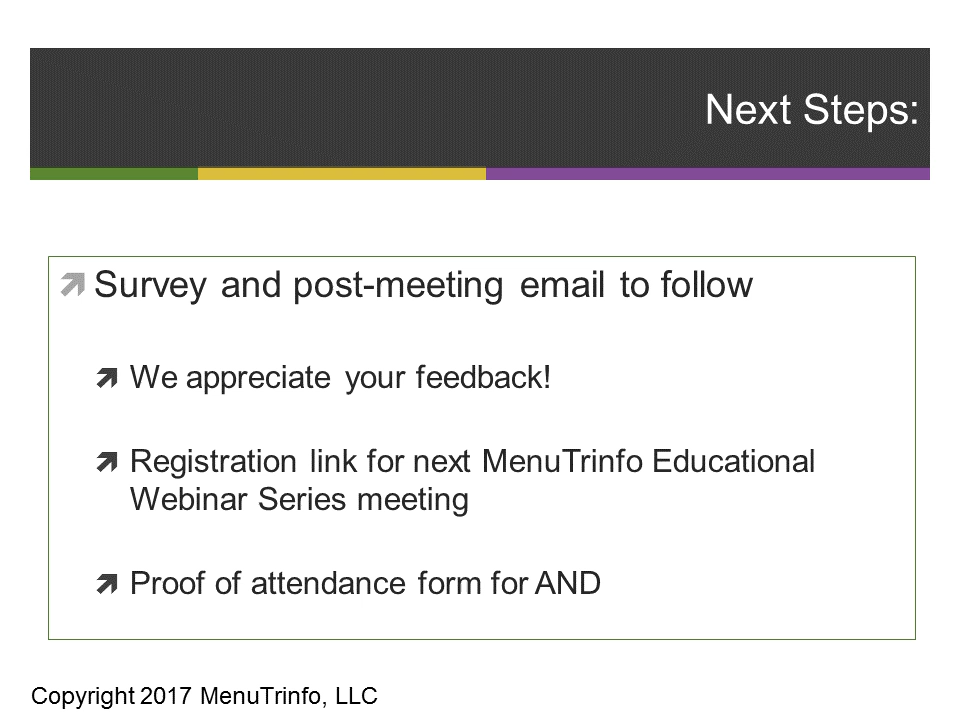 Next Steps:
Survey and post-meeting email to follow
We appreciate your feedback!
Registration link for next MenuTrinfo Educational
Webinar Series meeting
Proof of attendance form for AND
Copyright 2017 MenuTrinfo, LLC